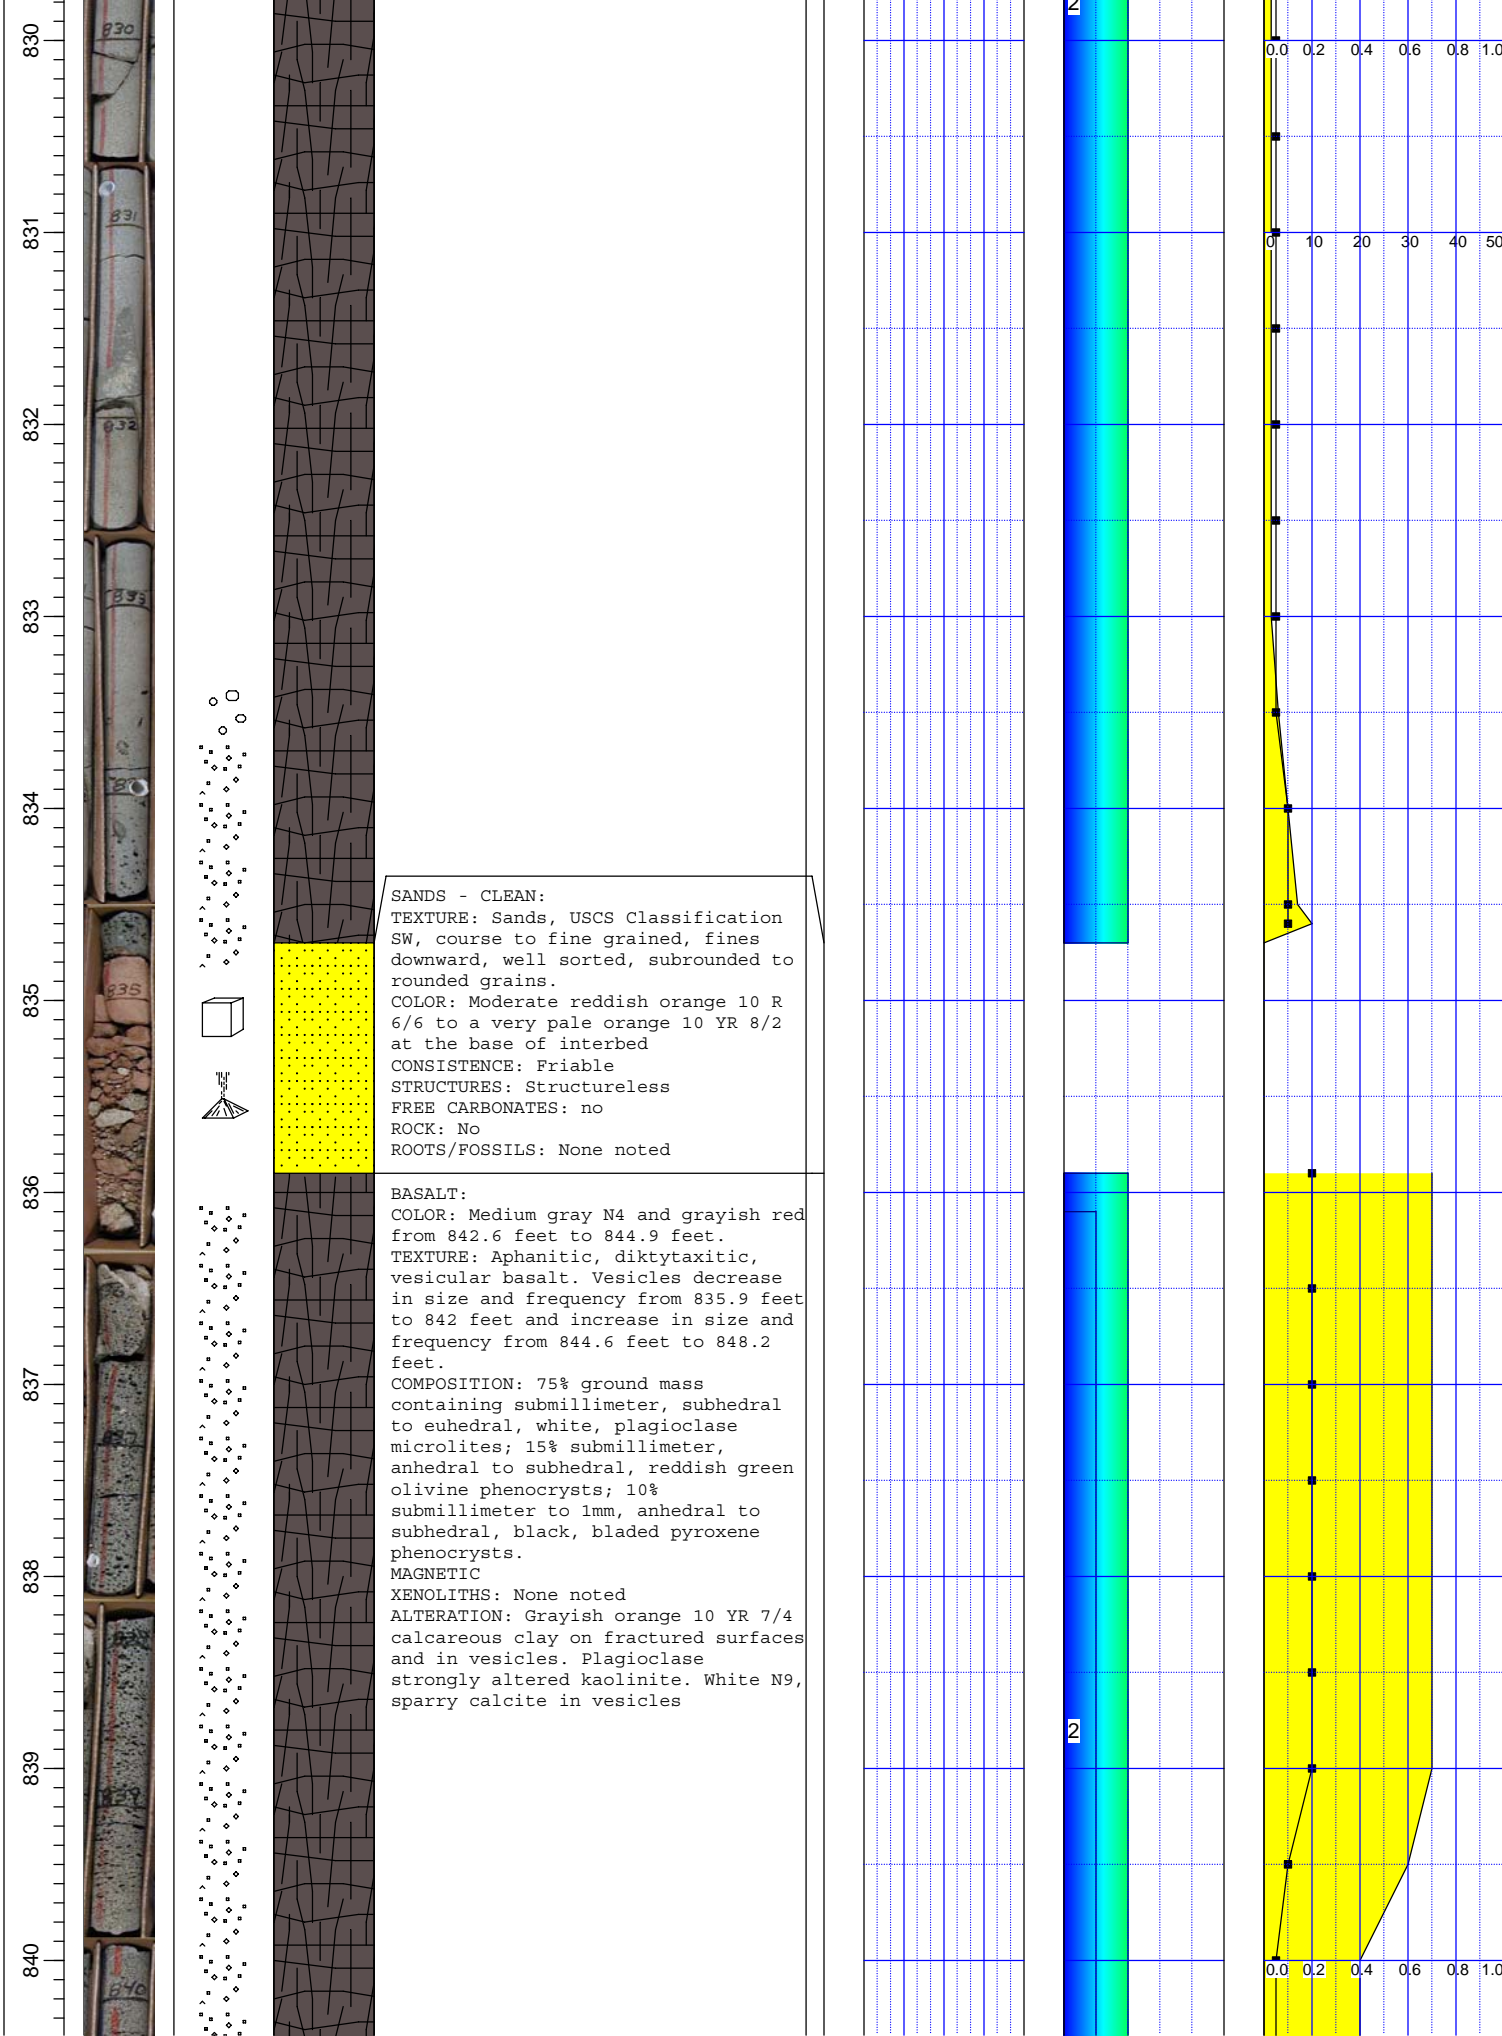 2
830
830
0.0 0.2 0.4 0.6 0.8 1.0
831
831
0 10 20 30 40 50
832
832
833
833
834
SANDS - CLEAN:
TEXTURE: Sands, USCS Classification
SW, course to fine grained, fines
downward, well sorted, subrounded to
rounded grains.
COLOR: Moderate reddish orange 10 R
6/6 to a very pale orange 10 YR 8/2
at the base of interbed
CONSISTENCE: Friable
STRUCTURES: Structureless
FREE CARBONATES: no
ROCK: No
ROOTS/FOSSILS: None noted
835
835
836
BASALT:
COLOR: Medium gray N4 and grayish red
from 842.6 feet to 844.9 feet.
TEXTURE: Aphanitic, diktytaxitic,
vesicular basalt. Vesicles decrease
in size and frequency from 835.9 feet
to 842 feet and increase in size and
frequency from 844.6 feet to 848.2
feet.
COMPOSITION: 75% ground mass
containing submillimeter, subhedral
to euhedral, white, plagioclase
microlites; 15% submillimeter,
anhedral to subhedral, reddish green
olivine phenocrysts; 10%
submillimeter to 1mm, anhedral to
subhedral, black, bladed pyroxene
phenocrysts.
MAGNETIC
XENOLITHS: None noted
ALTERATION: Grayish orange 10 YR 7/4
calcareous clay on fractured surfaces
and in vesicles. Plagioclase
strongly altered kaolinite. White N9,
sparry calcite in vesicles
837
838
2
839
839
840
840
0.0 0.2 0.4 0.6 0.8 1.0